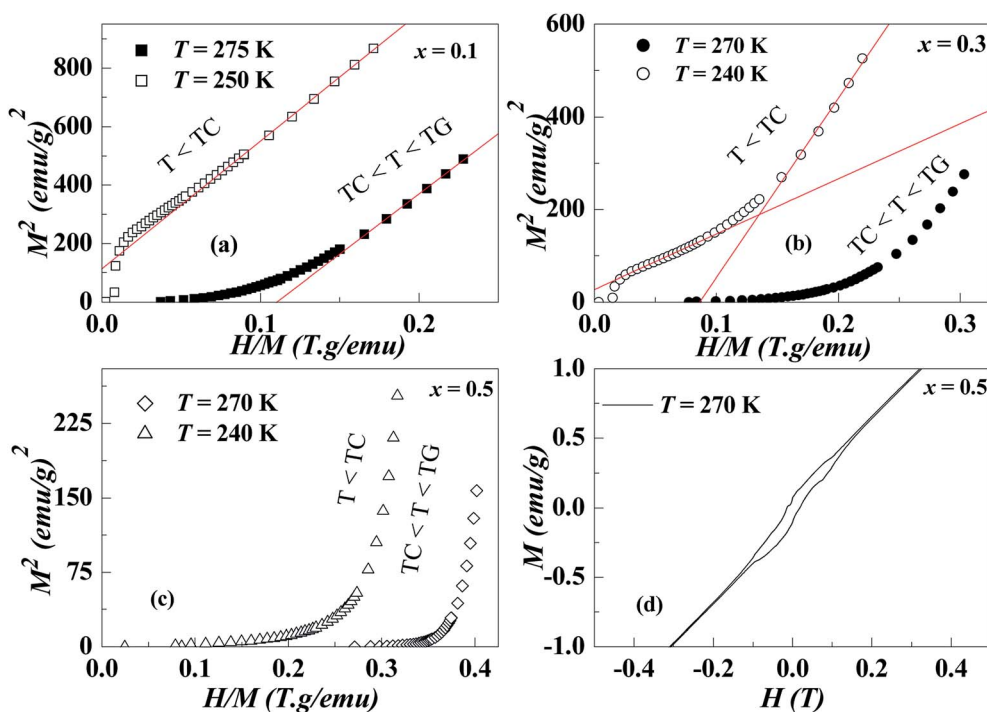 ■ T = 275 K
□ T = 250 K
x = 0.1
T < TC
TC < T < TG
(a)
M² (emu/g)²
800
600
400
200
0
0.0 0.1 0.2
H/M (T.g/emu)
● T = 270 K
○ T = 240 K
x = 0.3
T < TC
TC < T < TG
(b)
M² (emu/g)²
600
400
200
0
0.0 0.1 0.2 0.3
H/M (T.g/emu)
◇ T = 270 K
△ T = 240 K
x = 0.5
T < TC
TC < T < TG
(c)
M² (emu/g)²
225
150
75
0
0.0 0.1 0.2 0.3 0.4
H/M (T.g/emu)
T = 270 K
x = 0.5
(d)
M (emu/g)
1.0
0.5
0.0
-0.5
-1.0
-0.4 -0.2 0.0 0.2 0.4
H (T)